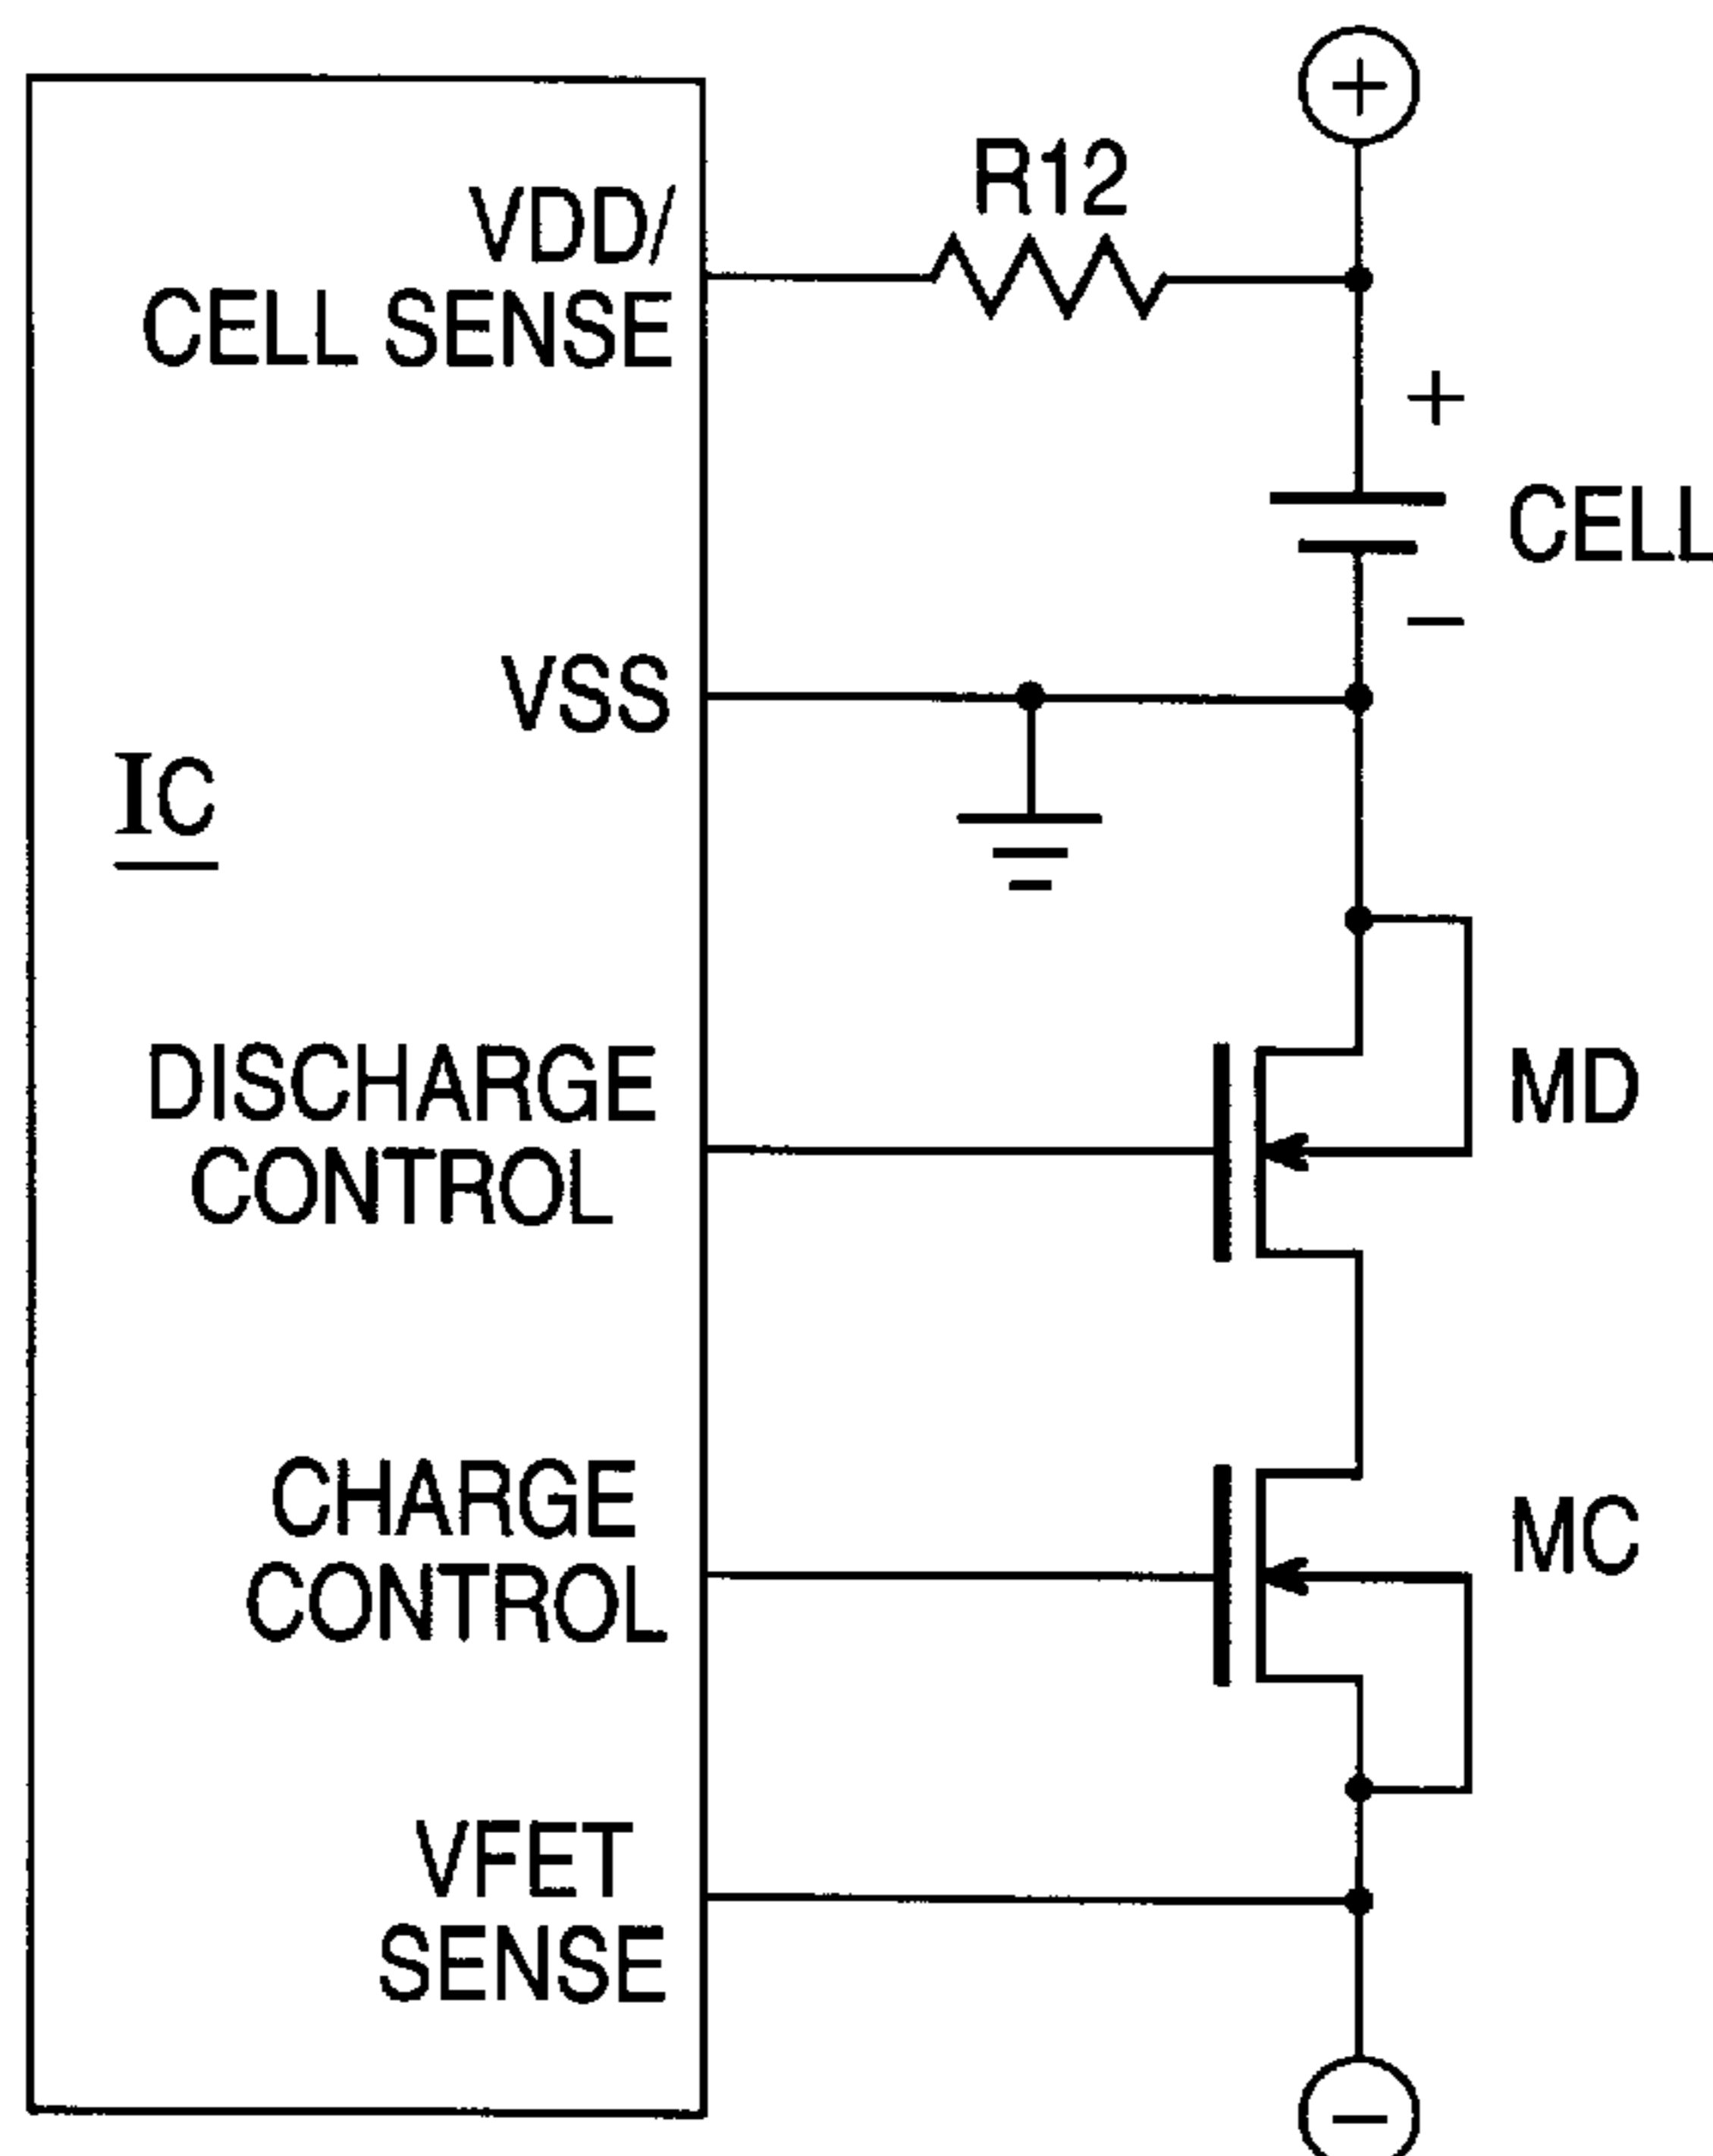 +
R12
VDD/
CELL SENSE
+
CELL
−
VSS
IC
DISCHARGE
CONTROL
MD
CHARGE
CONTROL
MC
VFET
SENSE
−